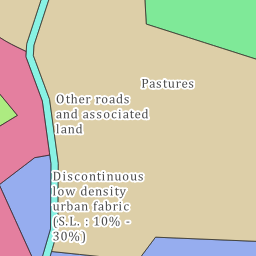 Pastures
Other roads
and associated
land
Discontinuous
low density
urban fabric
(S.L. : 10% -
30%)